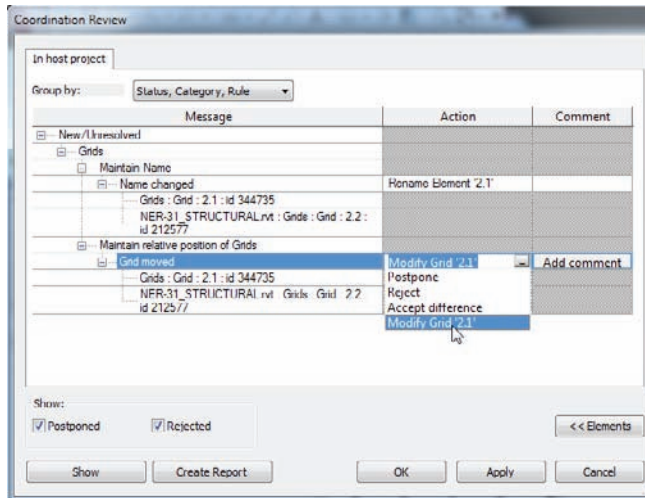 Coordination Review
In host project
Group by: Status, Category, Rule
Message Action Comment
New/Unresolved
Grids
Maintain Name
Name changed Rename Element '2.1'
Grids : Grid : 2.1 : id 344735
NER-31_STRUCTURAL.rvt : Grids : Grid : 2.2 :
id 212577
Maintain relative position of Grids
Grid moved Modify Grid '2.1' ... Add comment
Grids : Grid : 2.1 : id 344735
NER-31_STRUCTURAL.rvt : Grids : Grid : 2.2 :
id 212577
Postpone
Reject
Accept difference
Modify Grid '2.1'
Show:
Postponed Rejected
<< Elements
Show Create Report OK Apply Cancel